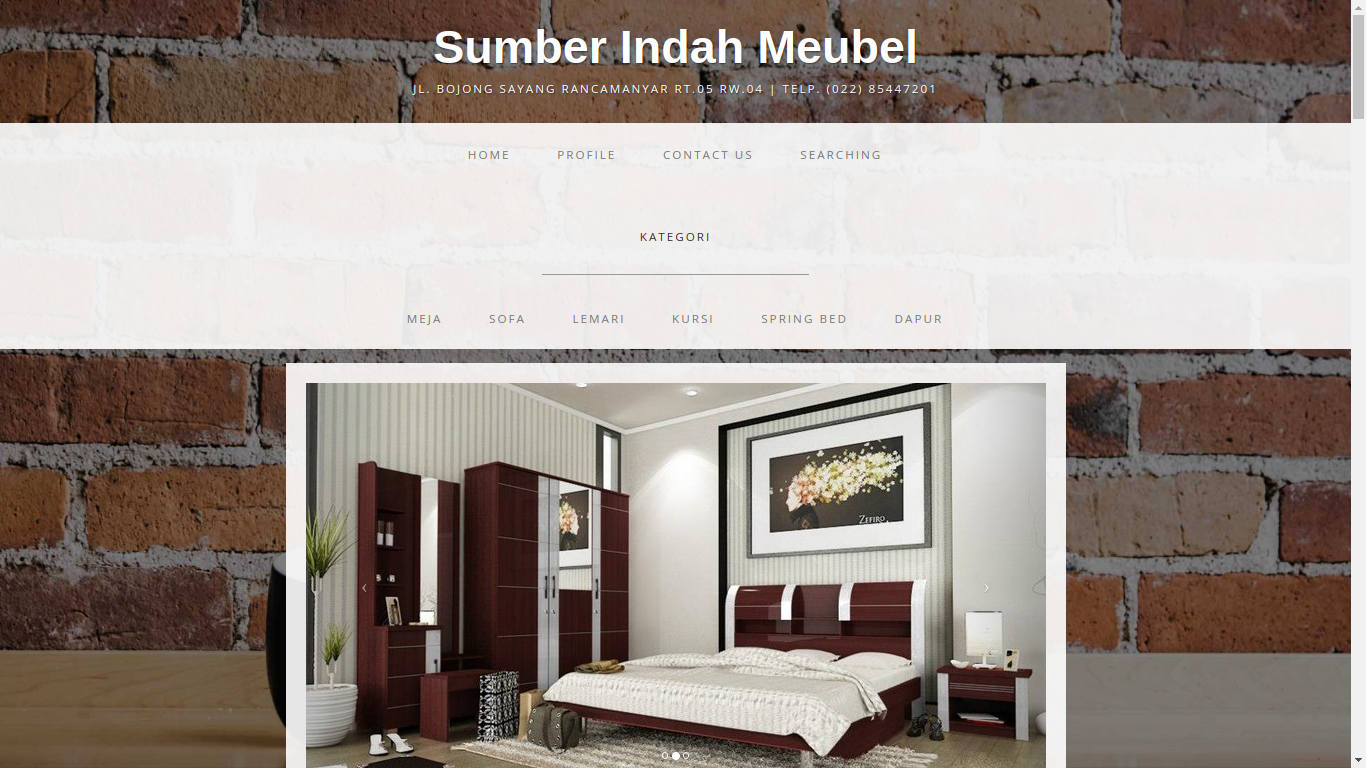 Sumber Indah Meubel
JL. BOJONG SAYANG RANCAMANYAR RT.05 RW.04 | TELP. (022) 85447201
HOME PROFILE CONTACT US SEARCHING
KATEGORI
MEJA SOFA LEMARI KURSI SPRING BED DAPUR
ZEFIRO